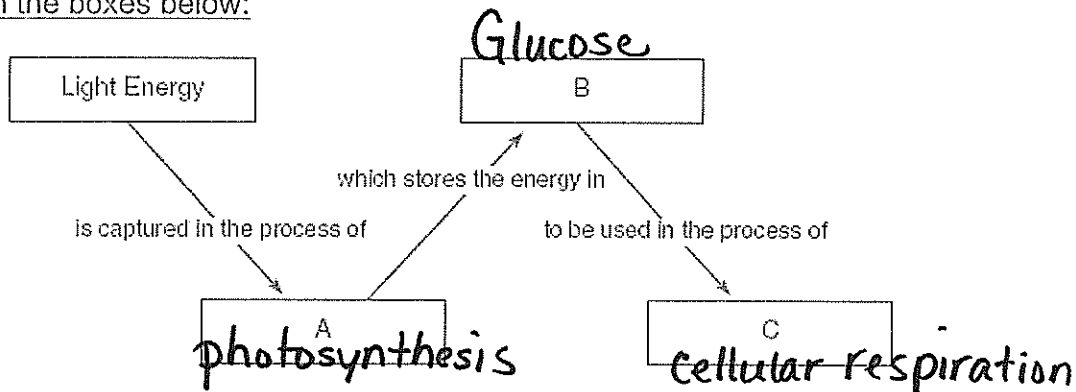 n the boxes below:
Glucose
Light Energy
B
which stores the energy in
is captured in the process of
to be used in the process of
A
photosynthesis
C
cellular respiration